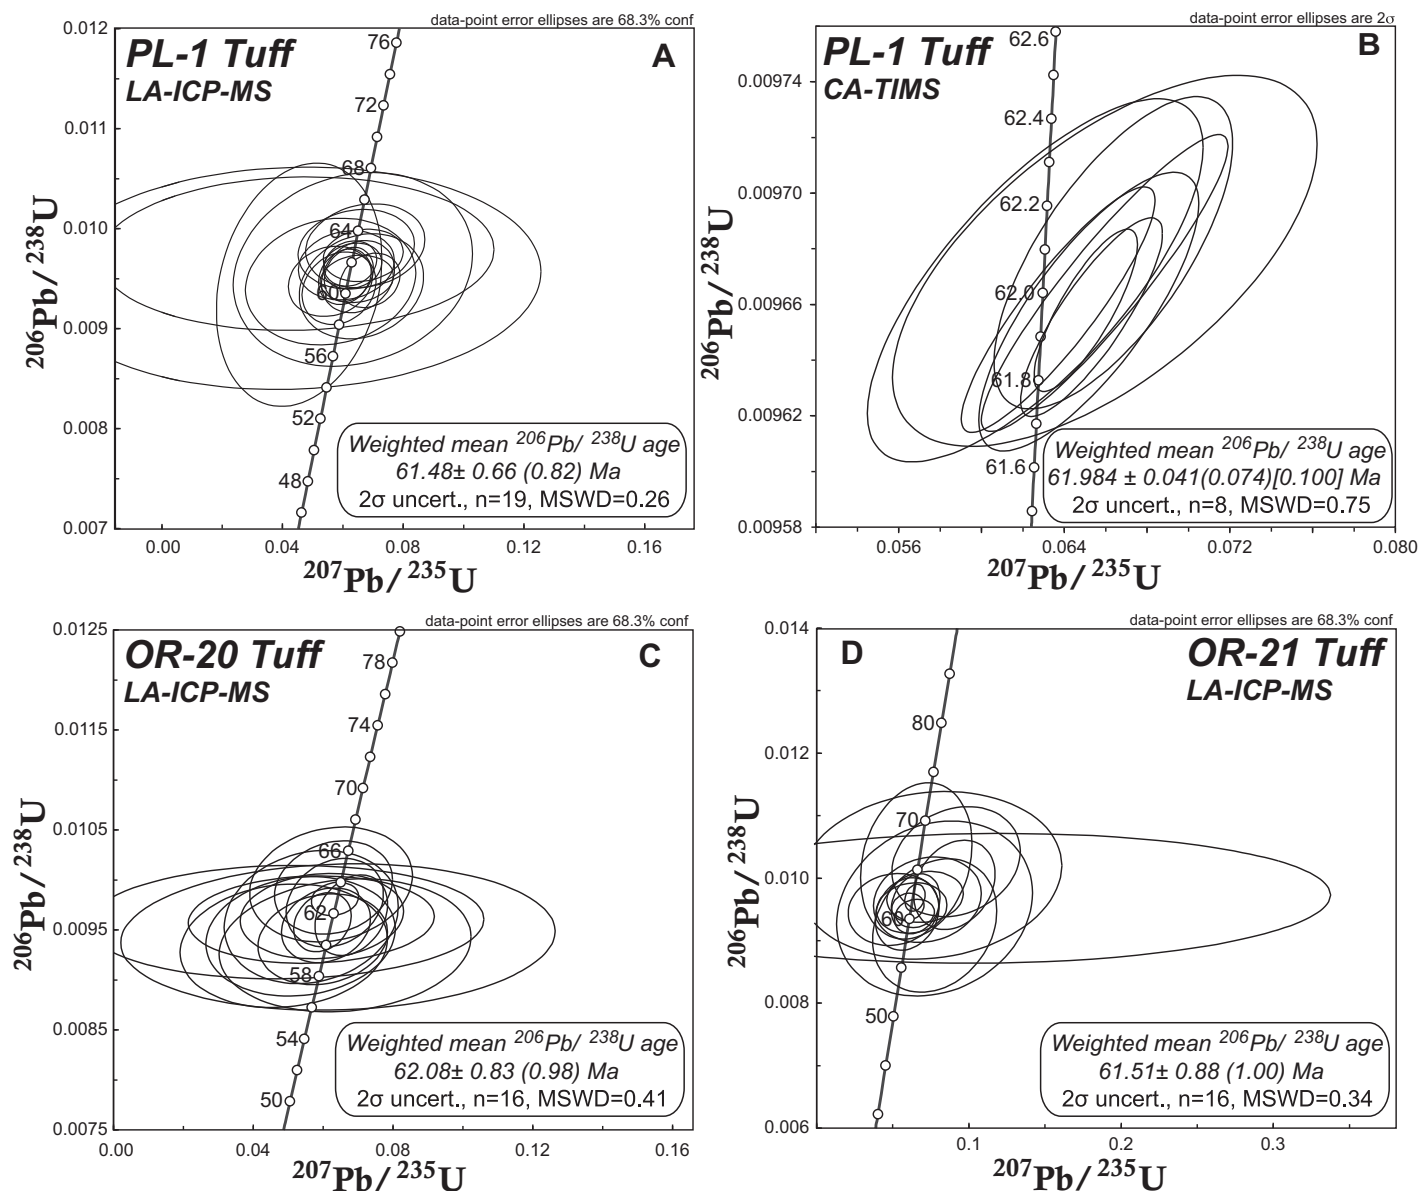 data-point error ellipses are 68.3% conf
PL-1 Tuff
LA-ICP-MS
A
0.012
0.011
0.010
0.009
0.008
0.007
206Pb/238U
76
72
68
64
60
56
52
48
Weighted mean 206Pb/ 238U age
61.48± 0.66 (0.82) Ma
2σ uncert., n=19, MSWD=0.26
0.00
0.04
0.08
0.12
0.16
207Pb/235U
data-point error ellipses are 2σ
PL-1 Tuff
CA-TIMS
B
0.00974
0.00970
0.00966
0.00962
0.00958
206Pb/238U
62.6
62.4
62.2
62.0
61.8
61.6
Weighted mean 206Pb/ 238U age
61.984 ± 0.041(0.074)[0.100] Ma
2σ uncert., n=8, MSWD=0.75
0.056
0.064
0.072
0.080
207Pb/235U
data-point error ellipses are 68.3% conf
OR-20 Tuff
LA-ICP-MS
C
0.0125
0.0115
0.0105
0.0095
0.0085
0.0075
206Pb/238U
78
74
70
66
62
58
54
50
Weighted mean 206Pb/ 238U age
62.08± 0.83 (0.98) Ma
2σ uncert., n=16, MSWD=0.41
0.00
0.04
0.08
0.12
0.16
207Pb/235U
data-point error ellipses are 68.3% conf
D
OR-21 Tuff
LA-ICP-MS
0.014
0.012
0.010
0.008
0.006
206Pb/238U
80
70
60
50
Weighted mean 206Pb/ 238U age
61.51± 0.88 (1.00) Ma
2σ uncert., n=16, MSWD=0.34
0.1
0.2
0.3
207Pb/235U